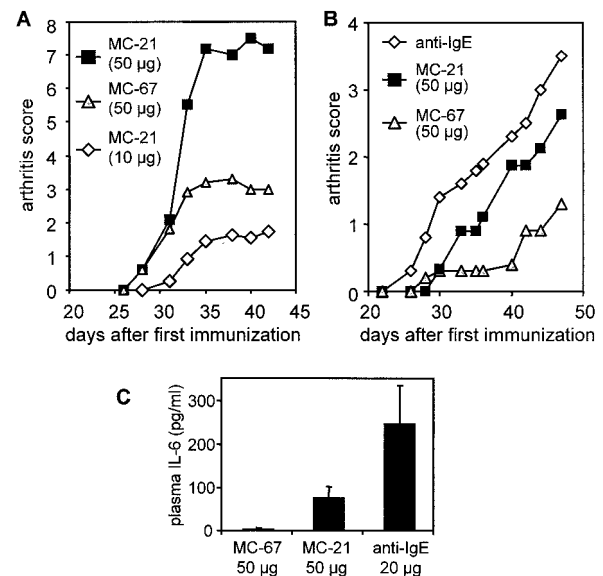 A
8
7
6
5
4
3
2
1
0
arthritis score
MC-21
(50 µg)
MC-67
(50 µg)
MC-21
(10 µg)
20 25 30 35 40 45
days after first immunization
B
4
3
2
1
0
arthritis score
anti-IgE
MC-21
(50 µg)
MC-67
(50 µg)
20 30 40 50
days after first immunization
C
300
200
100
0
plasma IL-6 (pg/ml)
MC-67 MC-21 anti-IgE
50 µg 50 µg 20 µg